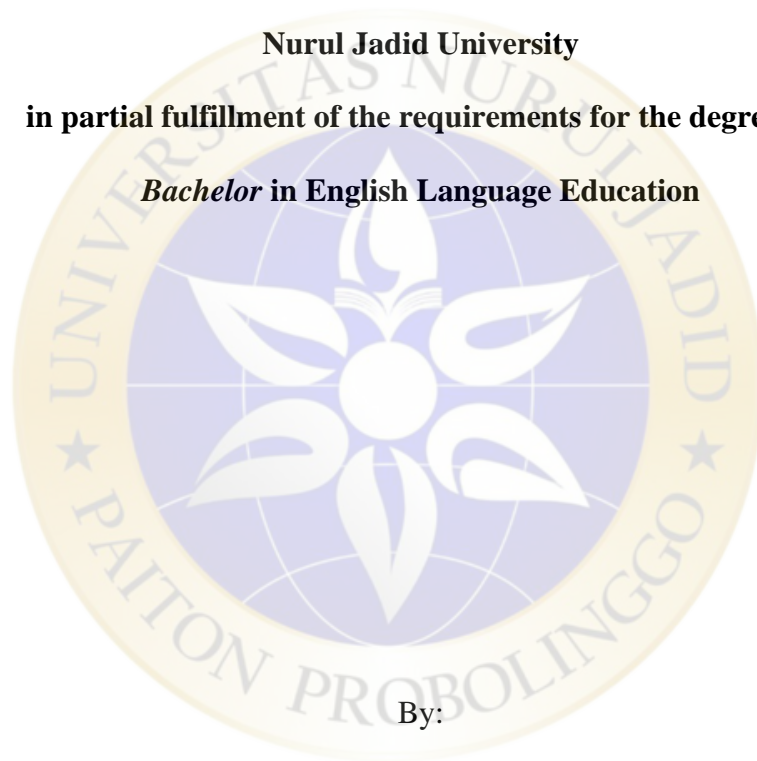 Nurul Jadid University
in partial fulfillment of the requirements for the degre
Bachelor in English Language Education
UNIVERSITAS NURUL JADID
★ PAITON PROBOLINGGO ★
By: